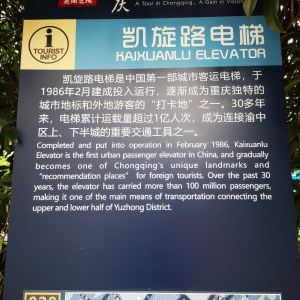 庆
A Tour in Chongqing, A Gain in Vision
i
TOURIST
INFO
凯旋路电梯
KAIXUANLU ELEVATOR
凯旋路电梯是中国第一部城市客运电梯，于
1986年2月建成投入运行，逐渐成为重庆独特的
城市地标和外地游客的“打卡地”之一。30多年
来，电梯累计运载量超过1亿人次，成为连接渝中
区上、下半城的重要交通工具之一。
Completed and put into operation in February 1986, Kaixuanlu
Elevator is the first urban passenger elevator in China, and gradually
becomes one of Chongqing's unique landmarks and
"recommendation places" for foreign tourists. Over the past 30
years, the elevator has carried more than 100 million passengers,
making it one of the main means of transportation connecting the
upper and lower half of Yuzhong District.